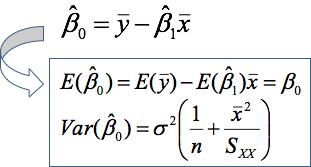 β̂₀ = ȳ − β̂₁x̄
E(β̂₀) = E(ȳ) − E(β̂₁)x̄ = β₀
Var(β̂₀) = σ²(1/n + x̄²/S_XX)